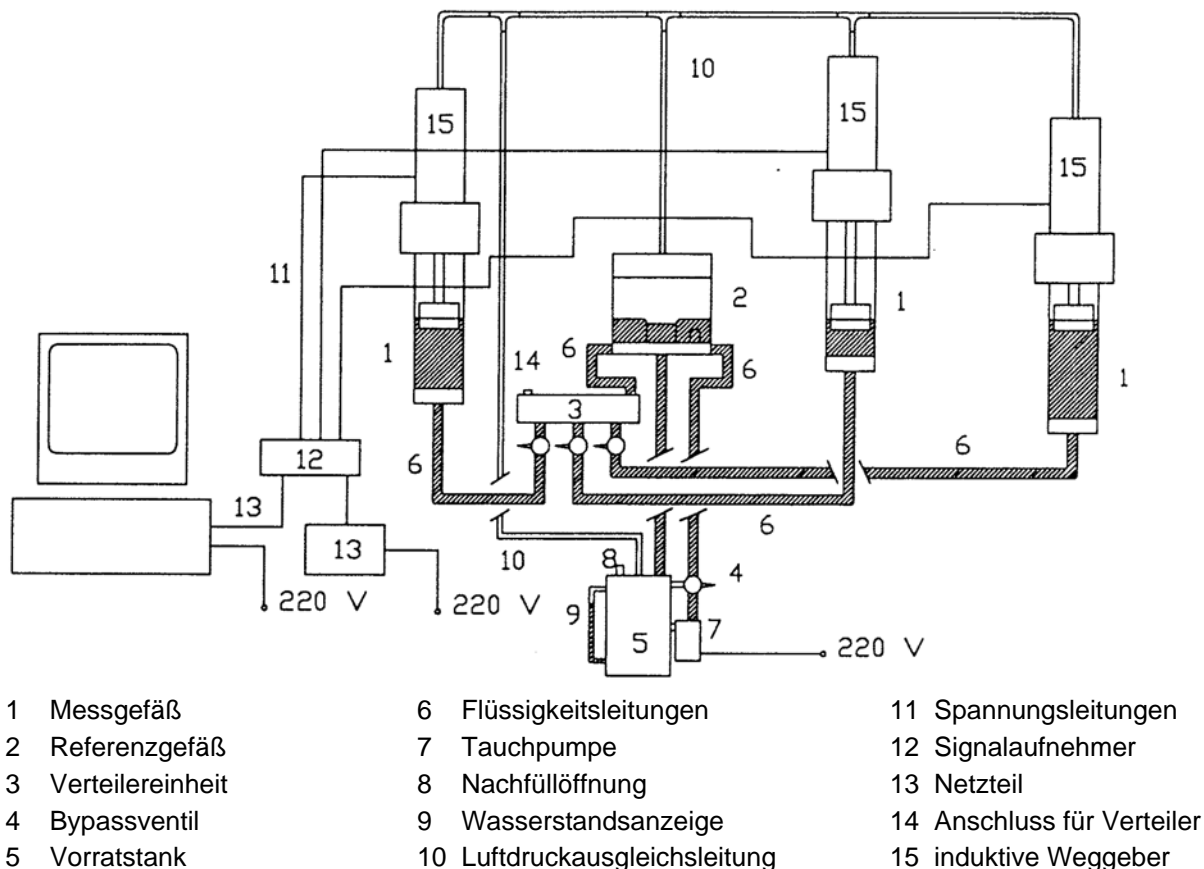 10
15
15
15
11
2
1
1
6
14
6
6
1
3
12
6
6
13
6
13
10
8
4
220 V
220 V
9
5
7
220 V
1 Messgefäß
2 Referenzgefäß
3 Verteilereinheit
4 Bypassventil
5 Vorratstank
6 Flüssigkeitsleitungen
7 Tauchpumpe
8 Nachfüllöffnung
9 Wasserstandsanzeige
10 Luftdruckausgleichsleitung
11 Spannungsleitungen
12 Signalaufnehmer
13 Netzteil
14 Anschluss für Verteiler
15 induktive Weggeber